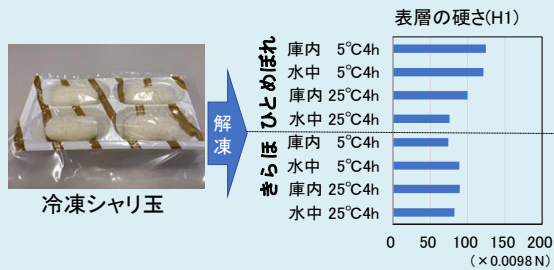 表層の硬さ(H1)
冷凍シャリ玉
解凍
ひとめぼれ
庫内 5℃4h
水中 5℃4h
庫内 25℃4h
水中 25℃4h
きらほ
庫内 5℃4h
水中 5℃4h
庫内 25℃4h
水中 25℃4h
0 50 100 150 200
(×0.0098N)